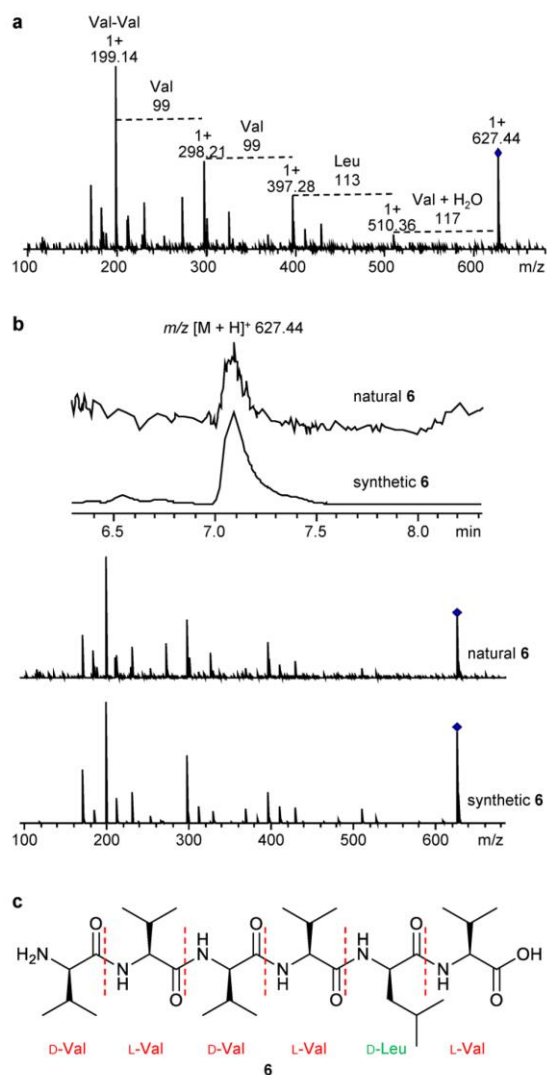 a
Val-Val
1+
199.14
Val
99
1+
298.21
Val
99
1+
397.28
Leu
113
1+
510.36
Val + H₂O
117
1+
627.44
100 200 300 400 500 600 m/z
b
m/z [M + H]⁺ 627.44
natural 6
synthetic 6
6.5 7.0 7.5 8.0 min
natural 6
synthetic 6
100 200 300 400 500 600 m/z
c
O H O H O
H₂N N N N N N OH
H O H O H O
D-Val L-Val D-Val L-Val D-Leu L-Val
6